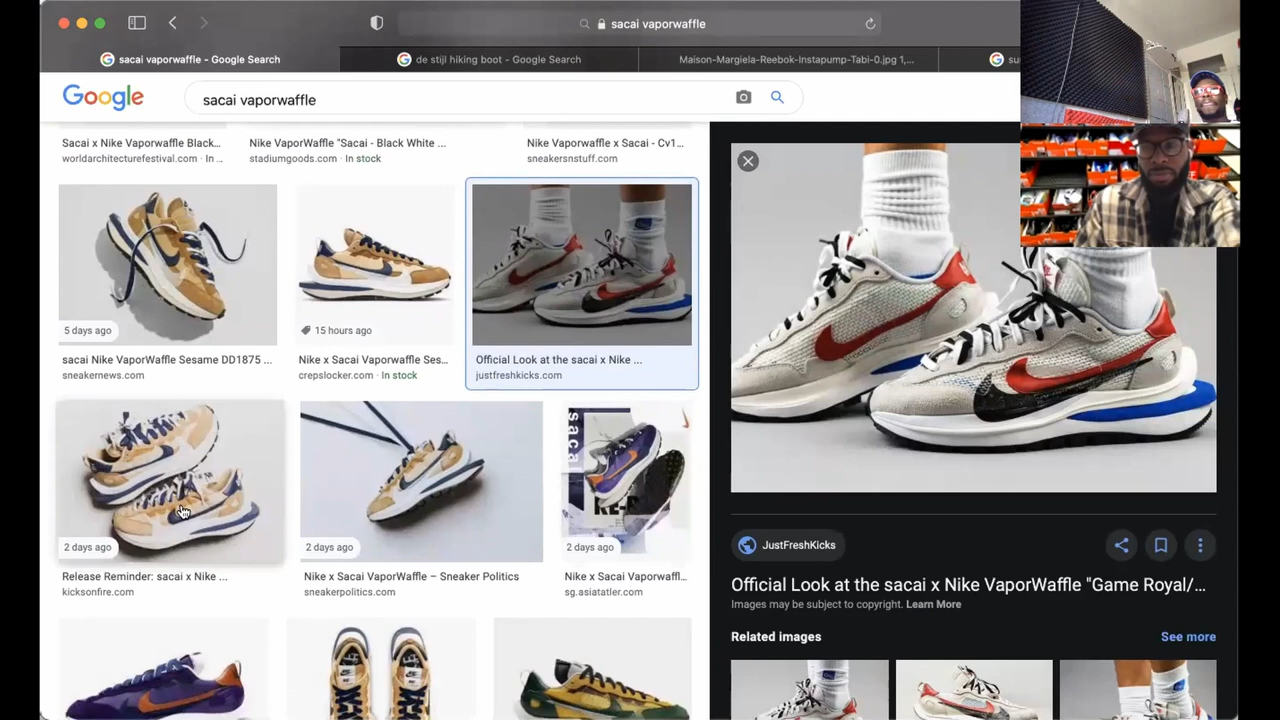 sacai vaporwaffle
sacai vaporwaffle - Google Search
de stijl hiking boot - Google Search
Maison-Margiela-Reebok-Instapump-Tabi-0.jpg 1,...
Google
sacai vaporwaffle
Sacai x Nike VaporWaffle Black...
worldarchitecturefestival.com · In ...
Nike VaporWaffle "Sacai - Black White ...
stadiumgoods.com · In stock
Nike Vaporwaffle x Sacai - Cv1...
sneakersnstuff.com
5 days ago
sacai Nike VaporWaffle Sesame DD1875 ...
sneakernews.com
15 hours ago
Nike x Sacai Vaporwaffle Ses...
crepslocker.com · In stock
Official Look at the sacai x Nike ...
justfreshkicks.com
2 days ago
Release Reminder: sacai x Nike ...
kicksonfire.com
2 days ago
Nike x Sacai VaporWaffle – Sneaker Politics
sneakerpolitics.com
sacai
2 days ago
Nike x Sacai Vaporwaffl...
sg.asiatatler.com
JustFreshKicks
Official Look at the sacai x Nike VaporWaffle "Game Royal/...
Images may be subject to copyright. Learn More
Related images
See more